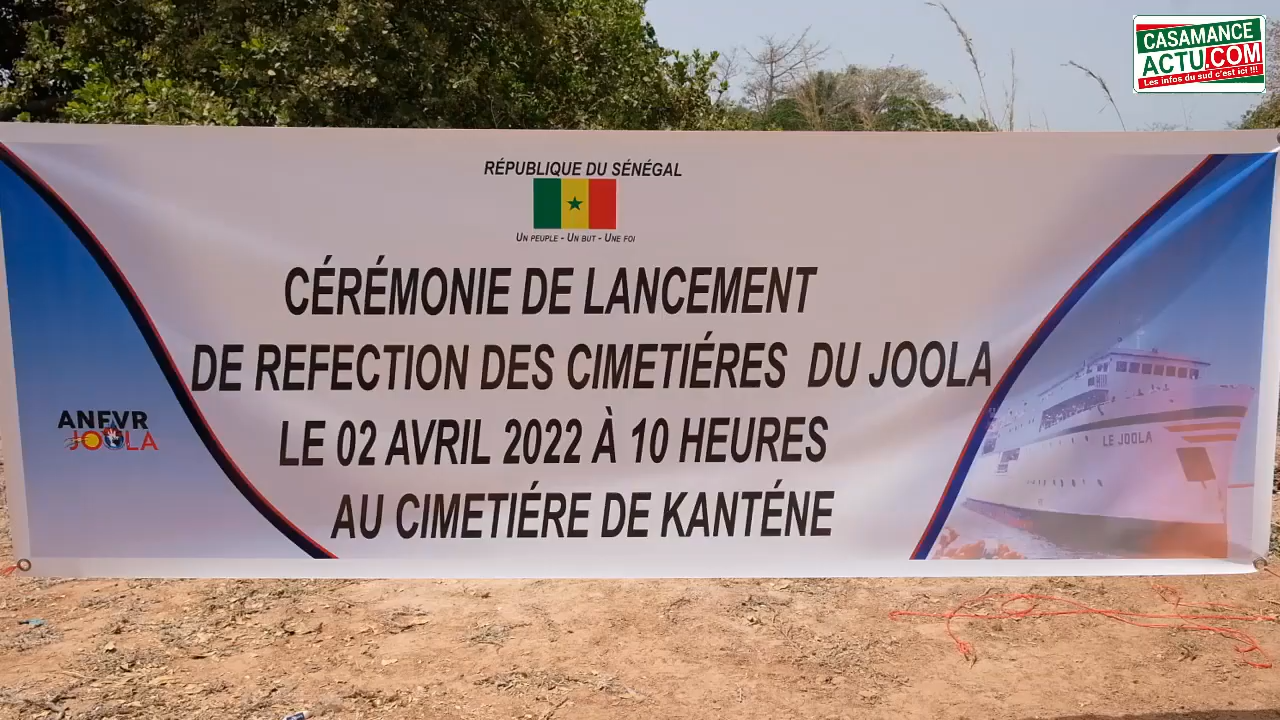 CASAMANCE
ACTU.COM
Les infos du sud c'est ici !!!
RÉPUBLIQUE DU SÉNÉGAL
UN PEUPLE - UN BUT - UNE FOI
CÉRÉMONIE DE LANCEMENT
DE REFECTION DES CIMETIÉRES DU JOOLA
LE 02 AVRIL 2022 À 10 HEURES
AU CIMETIÉRE DE KANTÉNE
ANFVR
JOOLA
LE JOOLA